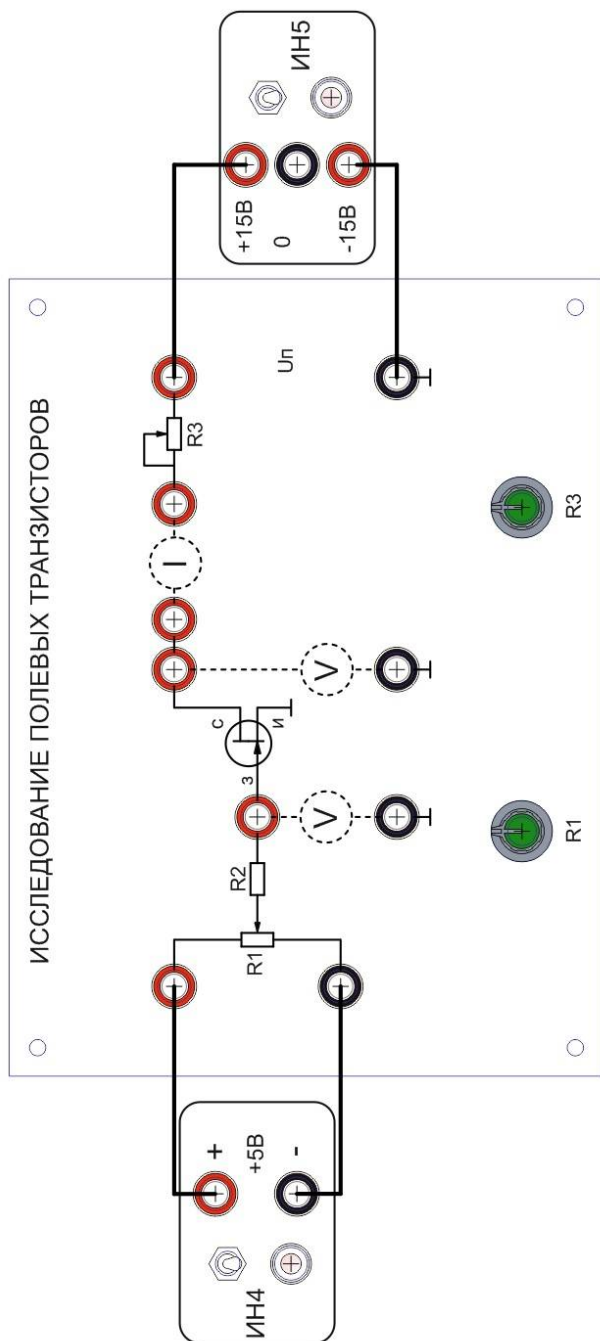 ИССЛЕДОВАНИЕ ПОЛЕВЫХ ТРАНЗИСТОРОВ
ИН4
+
+5В
-
R1
R2
З
С
И
V
V
I
R3
Uп
R1
R3
+15В
0
-15В
ИН5